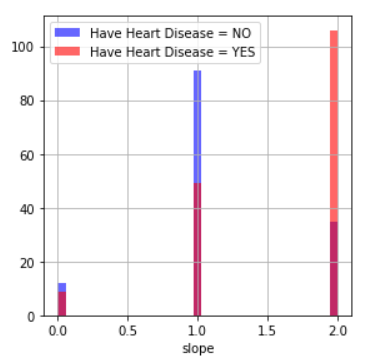 Have Heart Disease = NO
Have Heart Disease = YES
100
80
60
40
20
0
0.0 0.5 1.0 1.5 2.0
slope